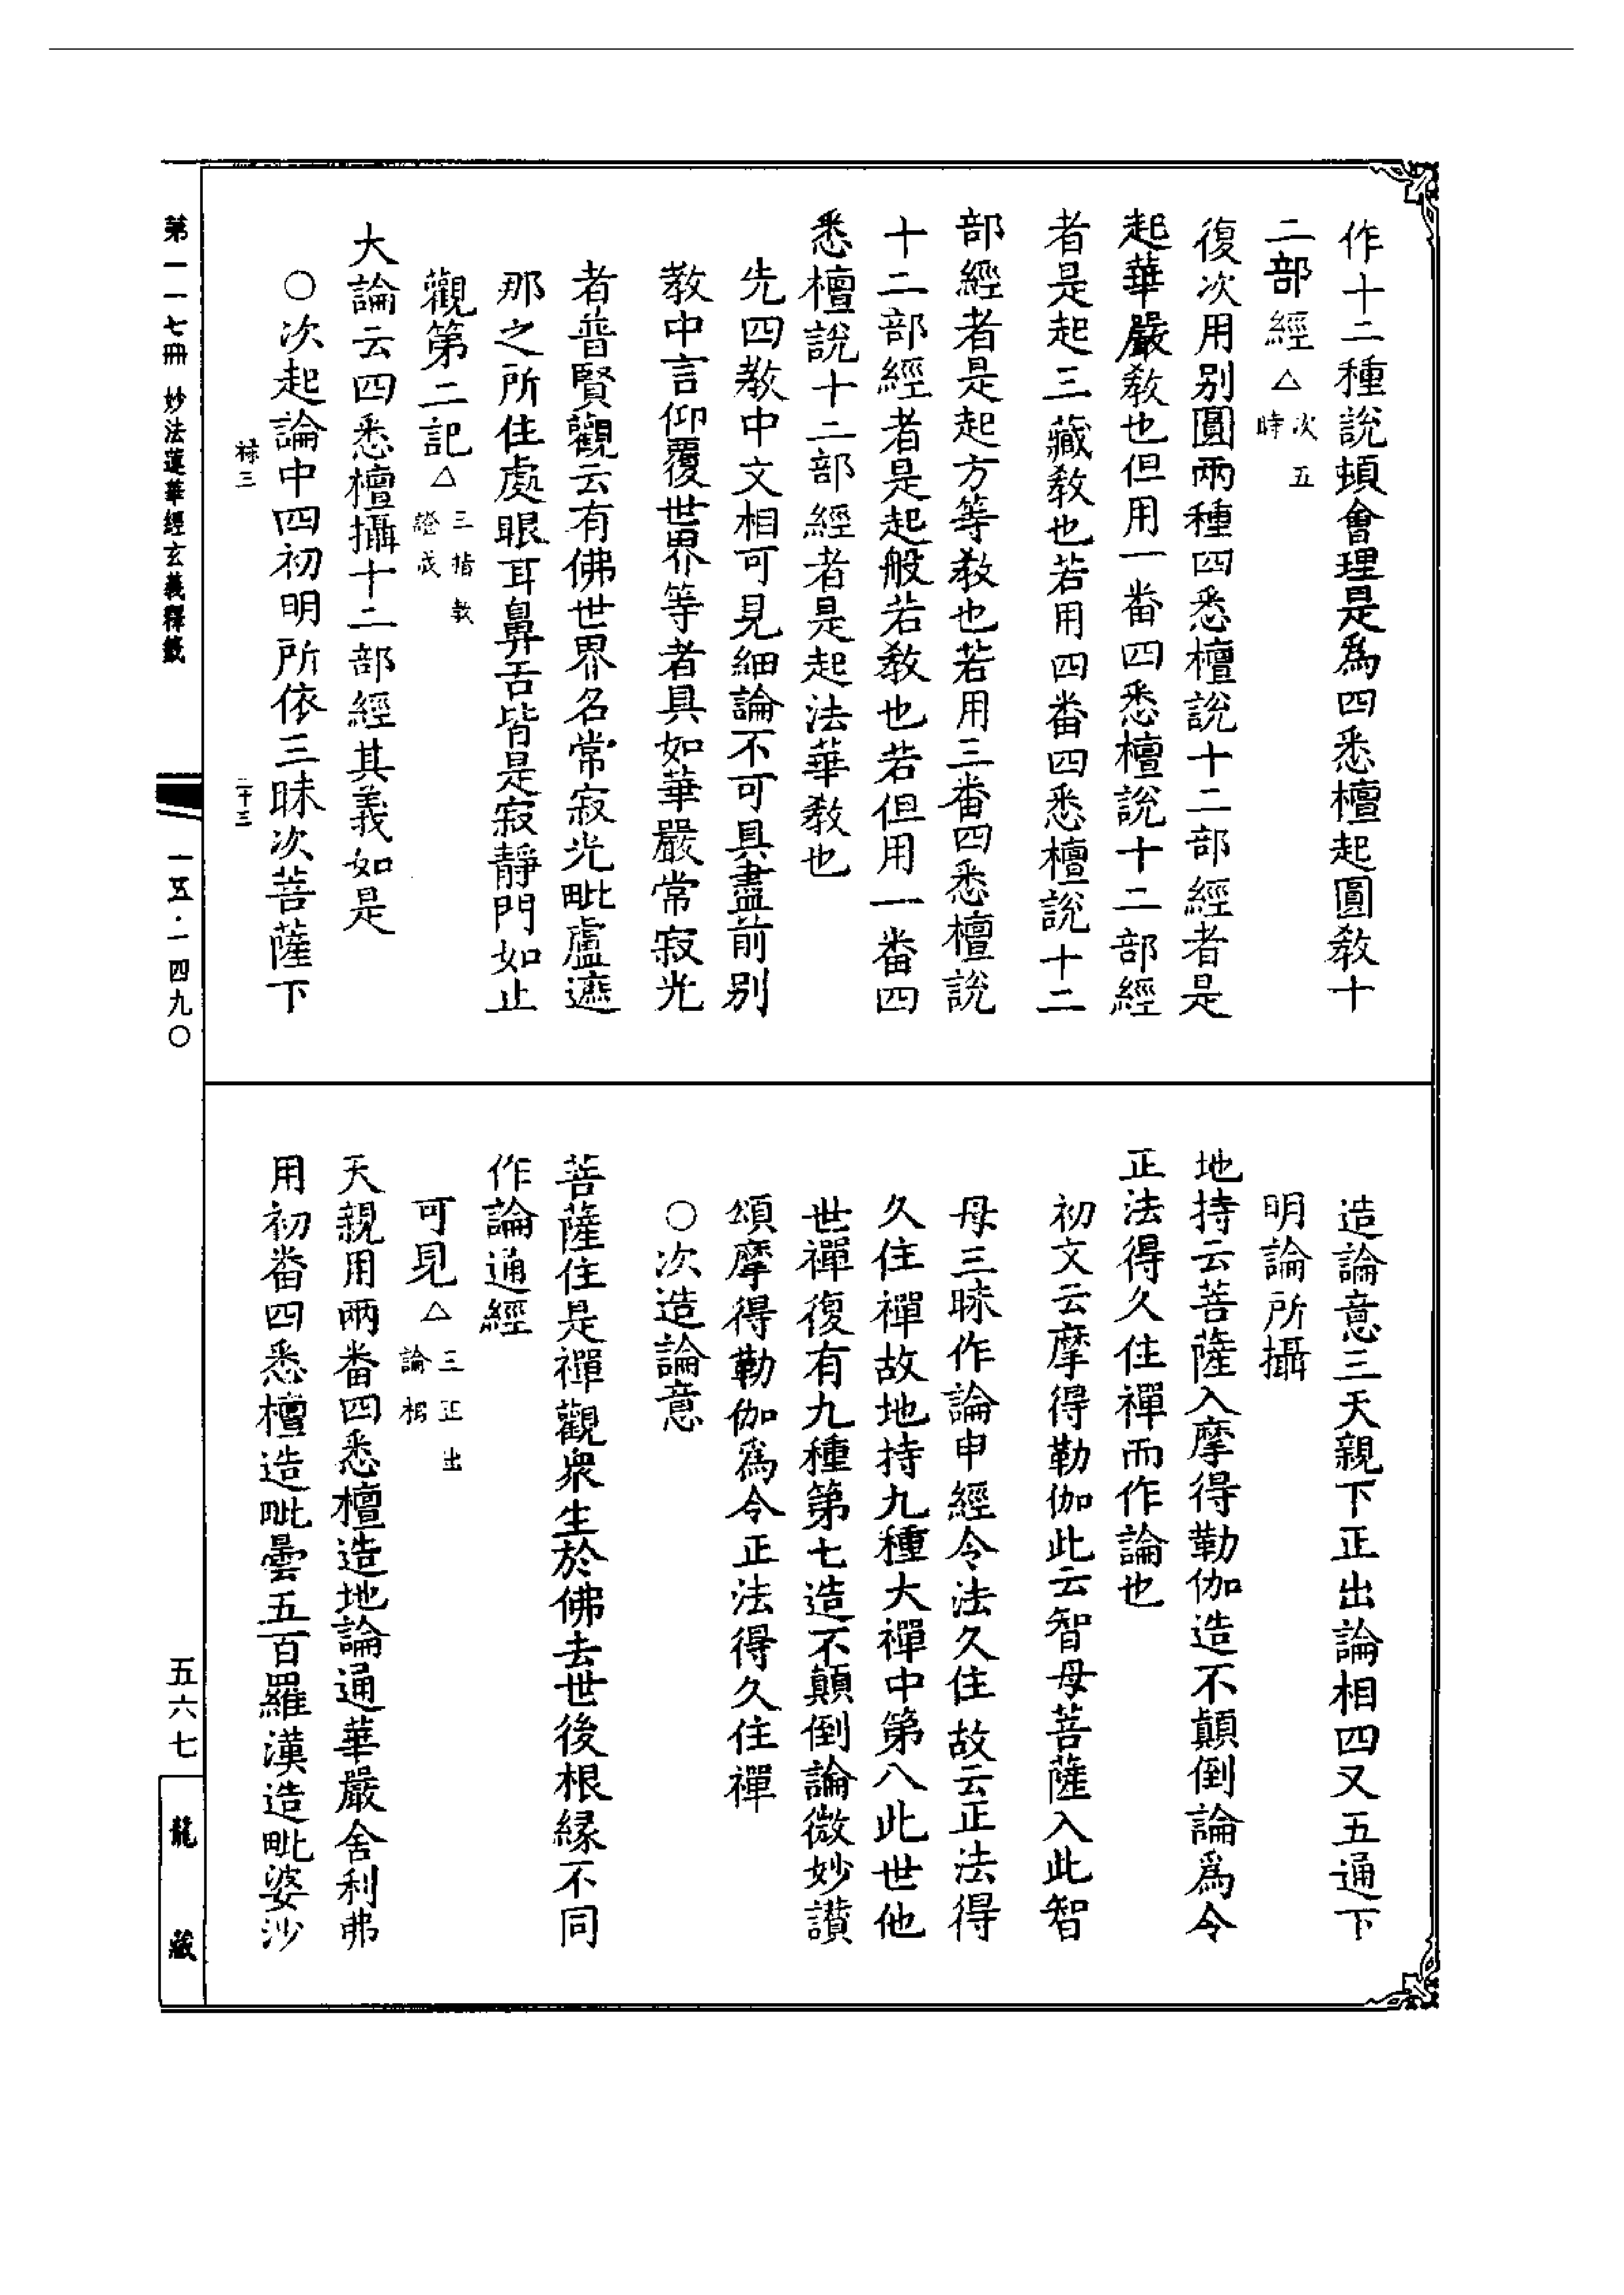 作十二種說頓會理是爲四悉檀起圓教十
二部經△次五時
復次用別圓兩種四悉檀說十二部經者是
起華嚴教也但用一番四悉檀說十二部經
者是起三藏教也若用四番四悉檀說十二
部經者是起方等教也若用三番四悉檀說
十二部經者是起般若教也若但用一番四
悉檀說十二部經者是起法華教也
先四教中文相可見細論不可具盡前別
教中言仰覆世界等者具如華嚴常寂光
者普賢觀云有佛世界名常寂光毗盧遮
那之所住處眼耳鼻舌皆是寂靜門如止
觀第二記△三指教證成
大論云四悉檀攝十二部經其義如是
○次起論中四初明所依三昧次菩薩下
祿三 二十三
第一一七冊 妙法蓮華經玄義釋籤 一五·一四九〇
造論意三天親下正出論相四又五通下
明論所攝
地持云菩薩入摩得勒伽造不顛倒論爲令
正法得久住禪而作論也
初文云摩得勒伽此云智母菩薩入此智
母三昧作論申經令法久住故云正法得
久住禪故地持九種大禪中第八此世他
世禪復有九種第七造不顛倒論微妙讚
頌摩得勒伽爲令正法得久住禪
○次造論意
菩薩住是禪觀衆生於佛去世後根緣不同
作論通經
可見△三正出論相
天親用兩番四悉檀造地論通華嚴舍利弗
用初番四悉檀造毗曇五百羅漢造毗婆沙
五六七
龍藏